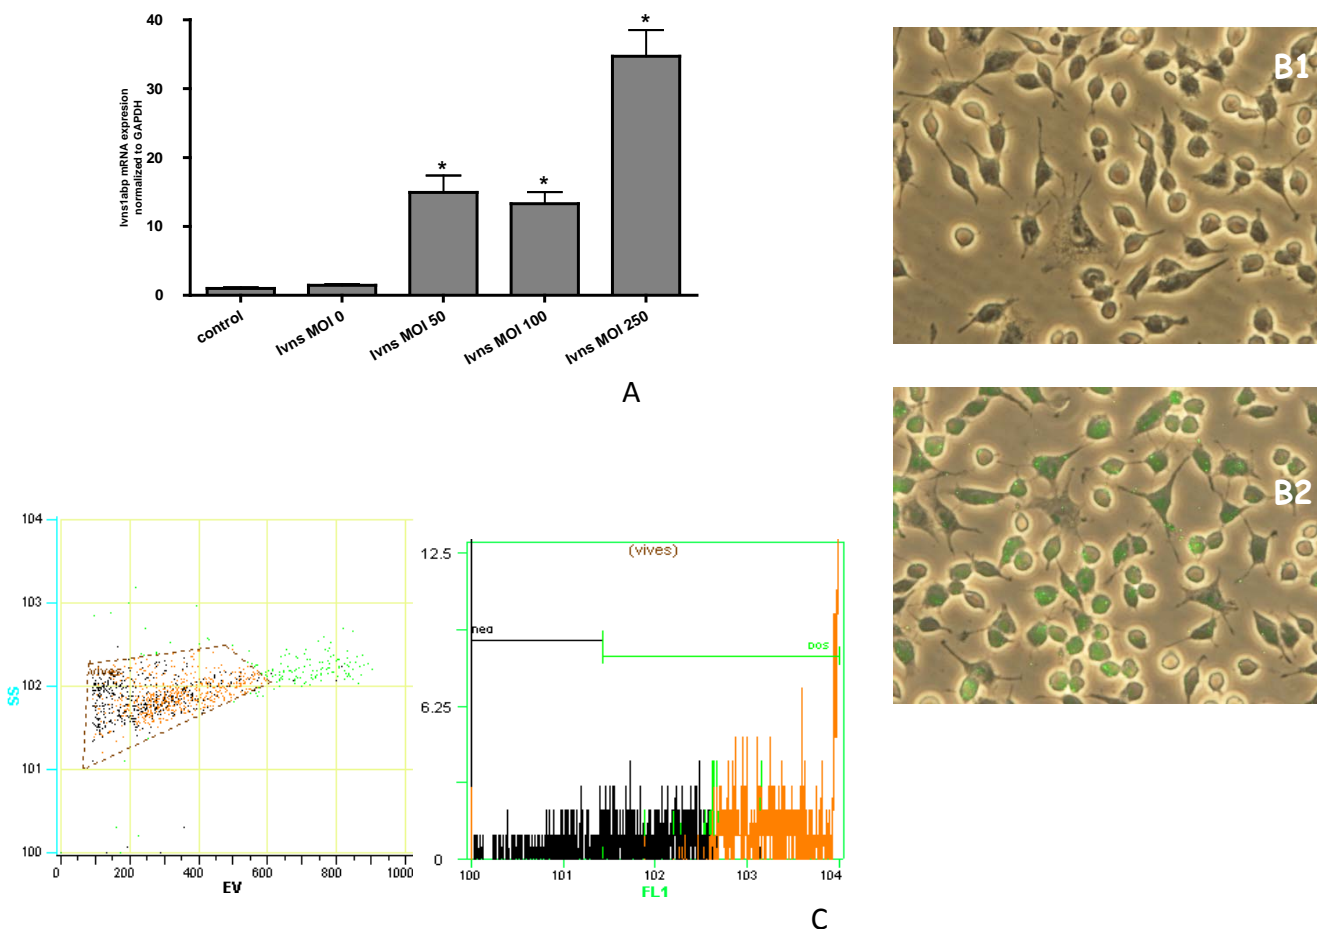 40
30
20
10
0
Ivns1abp mRNA expresion
normalized to GAPDH
*
*
*
*
control
Ivns MOI 0
Ivns MOI 50
Ivns MOI 100
Ivns MOI 250
A
B1
B2
104
103
102
101
100
SS
vives
0
200
400
600
800
1000
EV
12.5
6.25
0
(vives)
nea
pos
100
101
102
103
104
FL1
C